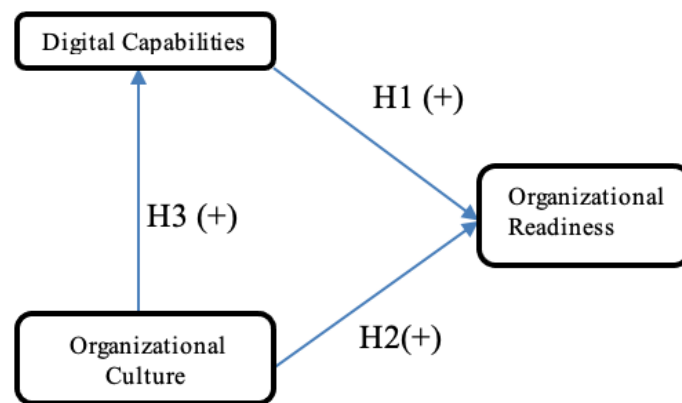 Digital Capabilities
H1 (+)
Organizational
Readiness
H3 (+)
Organizational
Culture
H2(+)